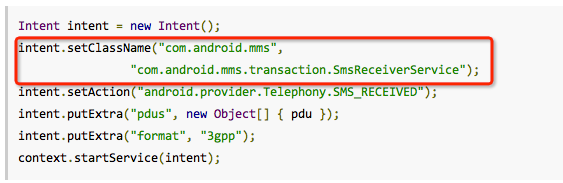 Intent intent = new Intent();
intent.setClassName("com.android.mms",
"com.android.mms.transaction.SmsReceiverService");
intent.setAction("android.provider.Telephony.SMS_RECEIVED");
intent.putExtra("pdus", new Object[] { pdu });
intent.putExtra("format", "3gpp");
context.startService(intent);